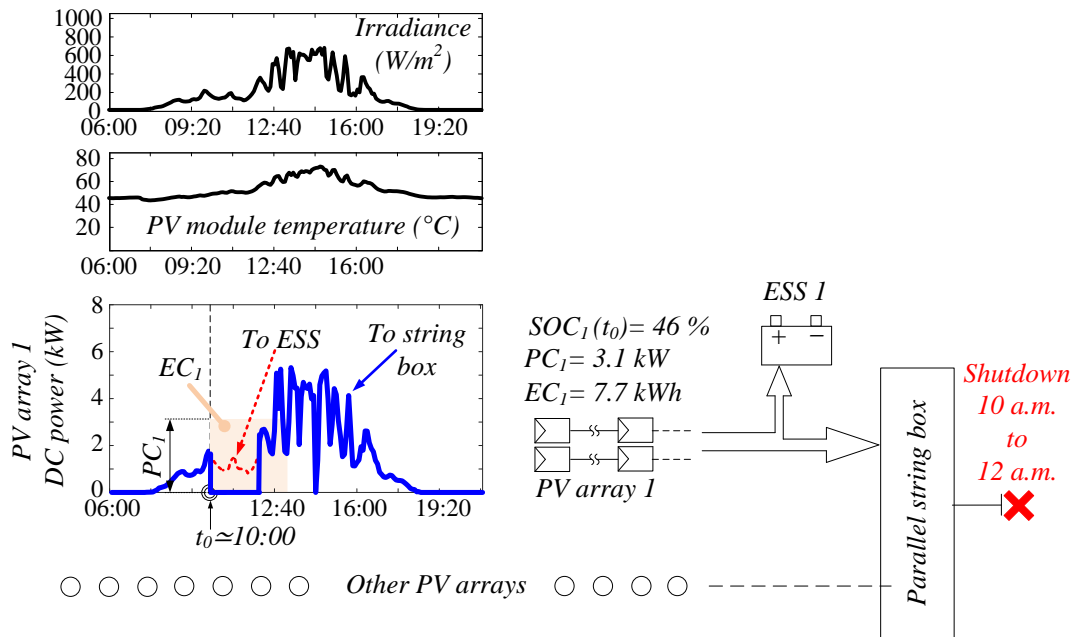 1000
800
600
400
200
0
Irradiance
(W/m²)
06:00 09:20 12:40 16:00 19:20
80
60
40
20
PV module temperature (°C)
06:00 09:20 12:40 16:00
PV array 1
DC power (kW)
8
6
4
2
0
To ESS
To string
box
EC₁
PC₁
06:00 12:40 16:00 19:20
t₀≃10:00
SOC₁(t₀)= 46 %
PC₁= 3.1 kW
EC₁= 7.7 kWh
PV array 1
ESS 1
+ −
Parallel string box
Shutdown
10 a.m.
to
12 a.m.
Other PV arrays